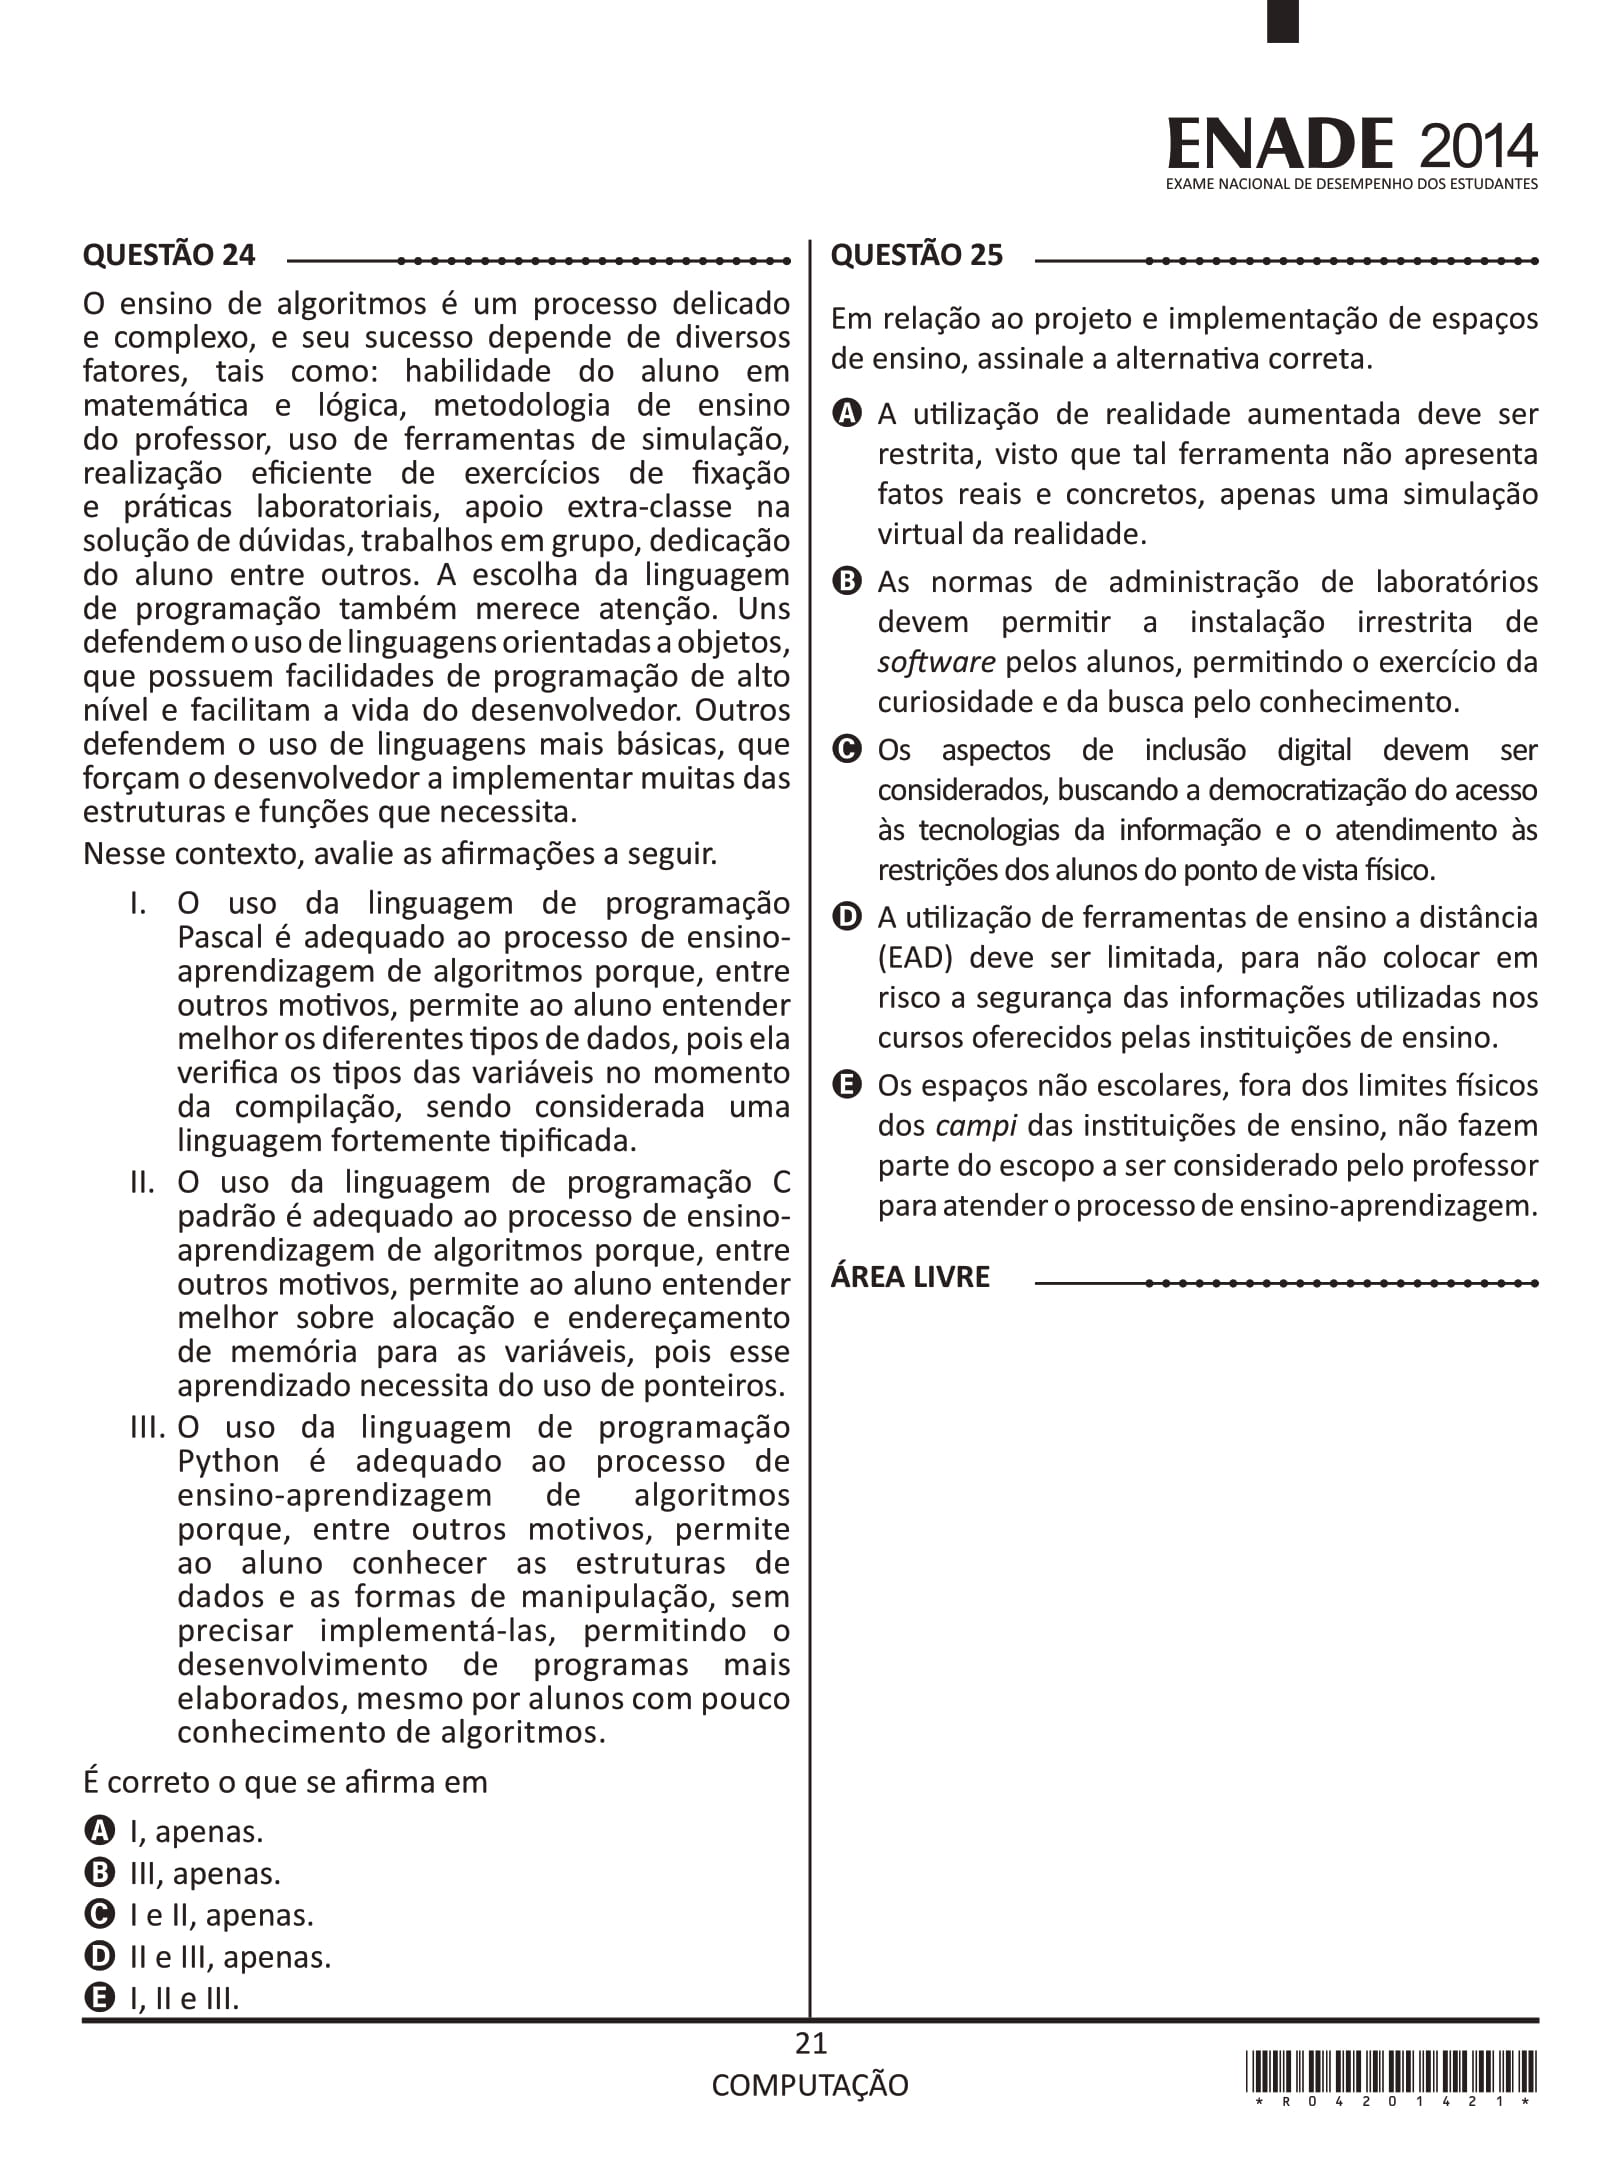 ENADE 2014
EXAME NACIONAL DE DESEMPENHO DOS ESTUDANTES
QUESTÃO 24
O ensino de algoritmos é um processo delicado
e complexo, e seu sucesso depende de diversos
fatores, tais como: habilidade do aluno em
matemática e lógica, metodologia de ensino
do professor, uso de ferramentas de simulação,
realização eficiente de exercícios de fixação
e práticas laboratoriais, apoio extra-classe na
solução de dúvidas, trabalhos em grupo, dedicação
do aluno entre outros. A escolha da linguagem
de programação também merece atenção. Uns
defendem o uso de linguagens orientadas a objetos,
que possuem facilidades de programação de alto
nível e facilitam a vida do desenvolvedor. Outros
defendem o uso de linguagens mais básicas, que
forçam o desenvolvedor a implementar muitas das
estruturas e funções que necessita.
Nesse contexto, avalie as afirmações a seguir.
I. O uso da linguagem de programação
Pascal é adequado ao processo de ensino-
aprendizagem de algoritmos porque, entre
outros motivos, permite ao aluno entender
melhor os diferentes tipos de dados, pois ela
verifica os tipos das variáveis no momento
da compilação, sendo considerada uma
linguagem fortemente tipificada.
II. O uso da linguagem de programação C
padrão é adequado ao processo de ensino-
aprendizagem de algoritmos porque, entre
outros motivos, permite ao aluno entender
melhor sobre alocação e endereçamento
de memória para as variáveis, pois esse
aprendizado necessita do uso de ponteiros.
III. O uso da linguagem de programação
Python é adequado ao processo de
ensino-aprendizagem de algoritmos
porque, entre outros motivos, permite
ao aluno conhecer as estruturas de
dados e as formas de manipulação, sem
precisar implementá-las, permitindo o
desenvolvimento de programas mais
elaborados, mesmo por alunos com pouco
conhecimento de algoritmos.
É correto o que se afirma em
A I, apenas.
B III, apenas.
C I e II, apenas.
D II e III, apenas.
E I, II e III.
QUESTÃO 25
Em relação ao projeto e implementação de espaços
de ensino, assinale a alternativa correta.
A A utilização de realidade aumentada deve ser
restrita, visto que tal ferramenta não apresenta
fatos reais e concretos, apenas uma simulação
virtual da realidade.
B As normas de administração de laboratórios
devem permitir a instalação irrestrita de
software pelos alunos, permitindo o exercício da
curiosidade e da busca pelo conhecimento.
C Os aspectos de inclusão digital devem ser
considerados, buscando a democratização do acesso
às tecnologias da informação e o atendimento às
restrições dos alunos do ponto de vista físico.
D A utilização de ferramentas de ensino a distância
(EAD) deve ser limitada, para não colocar em
risco a segurança das informações utilizadas nos
cursos oferecidos pelas instituições de ensino.
E Os espaços não escolares, fora dos limites físicos
dos campi das instituições de ensino, não fazem
parte do escopo a ser considerado pelo professor
para atender o processo de ensino-aprendizagem.
ÁREA LIVRE
21
COMPUTAÇÃO
*R04201421*